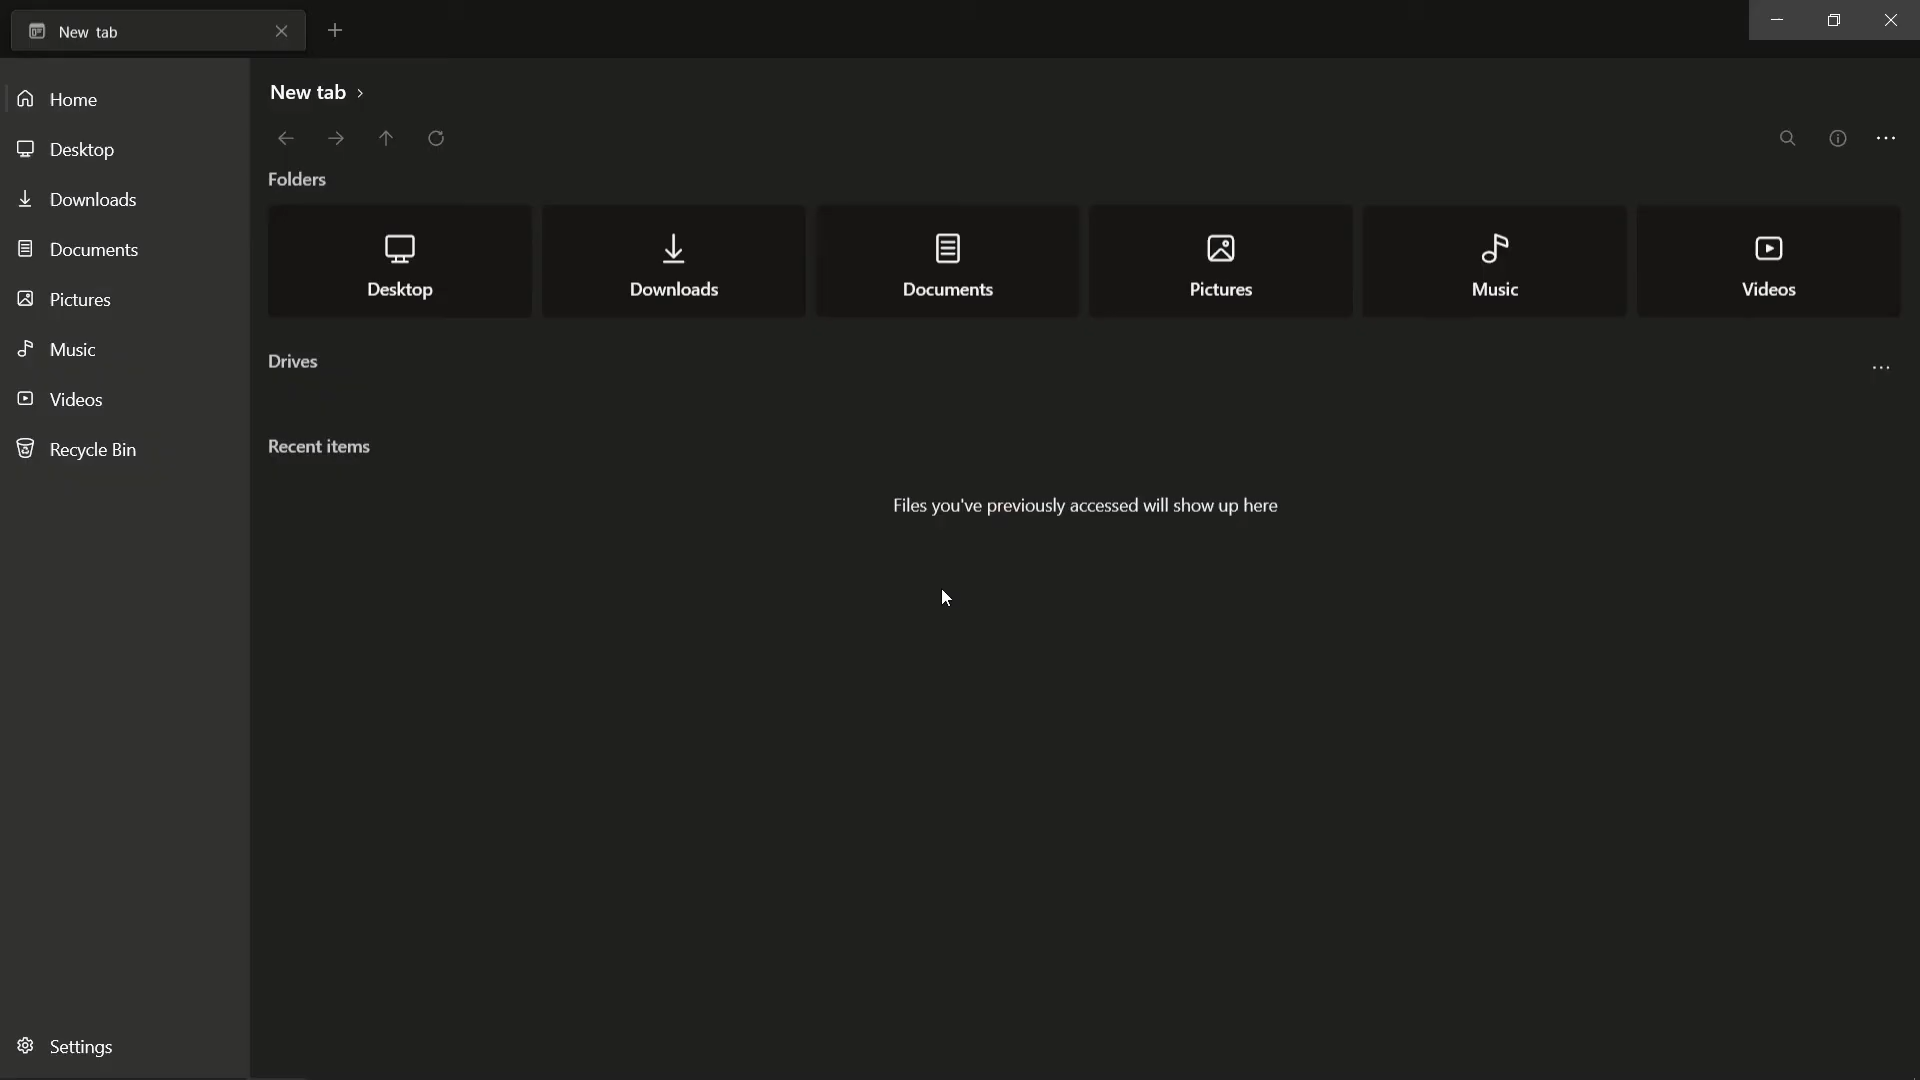 New tab
Home
Desktop
Downloads
Documents
Pictures
Music
Videos
Recycle Bin
Settings
New tab
Folders
Desktop
Downloads
Documents
Pictures
Music
Videos
Drives
Recent items
Files you've previously accessed will show up here